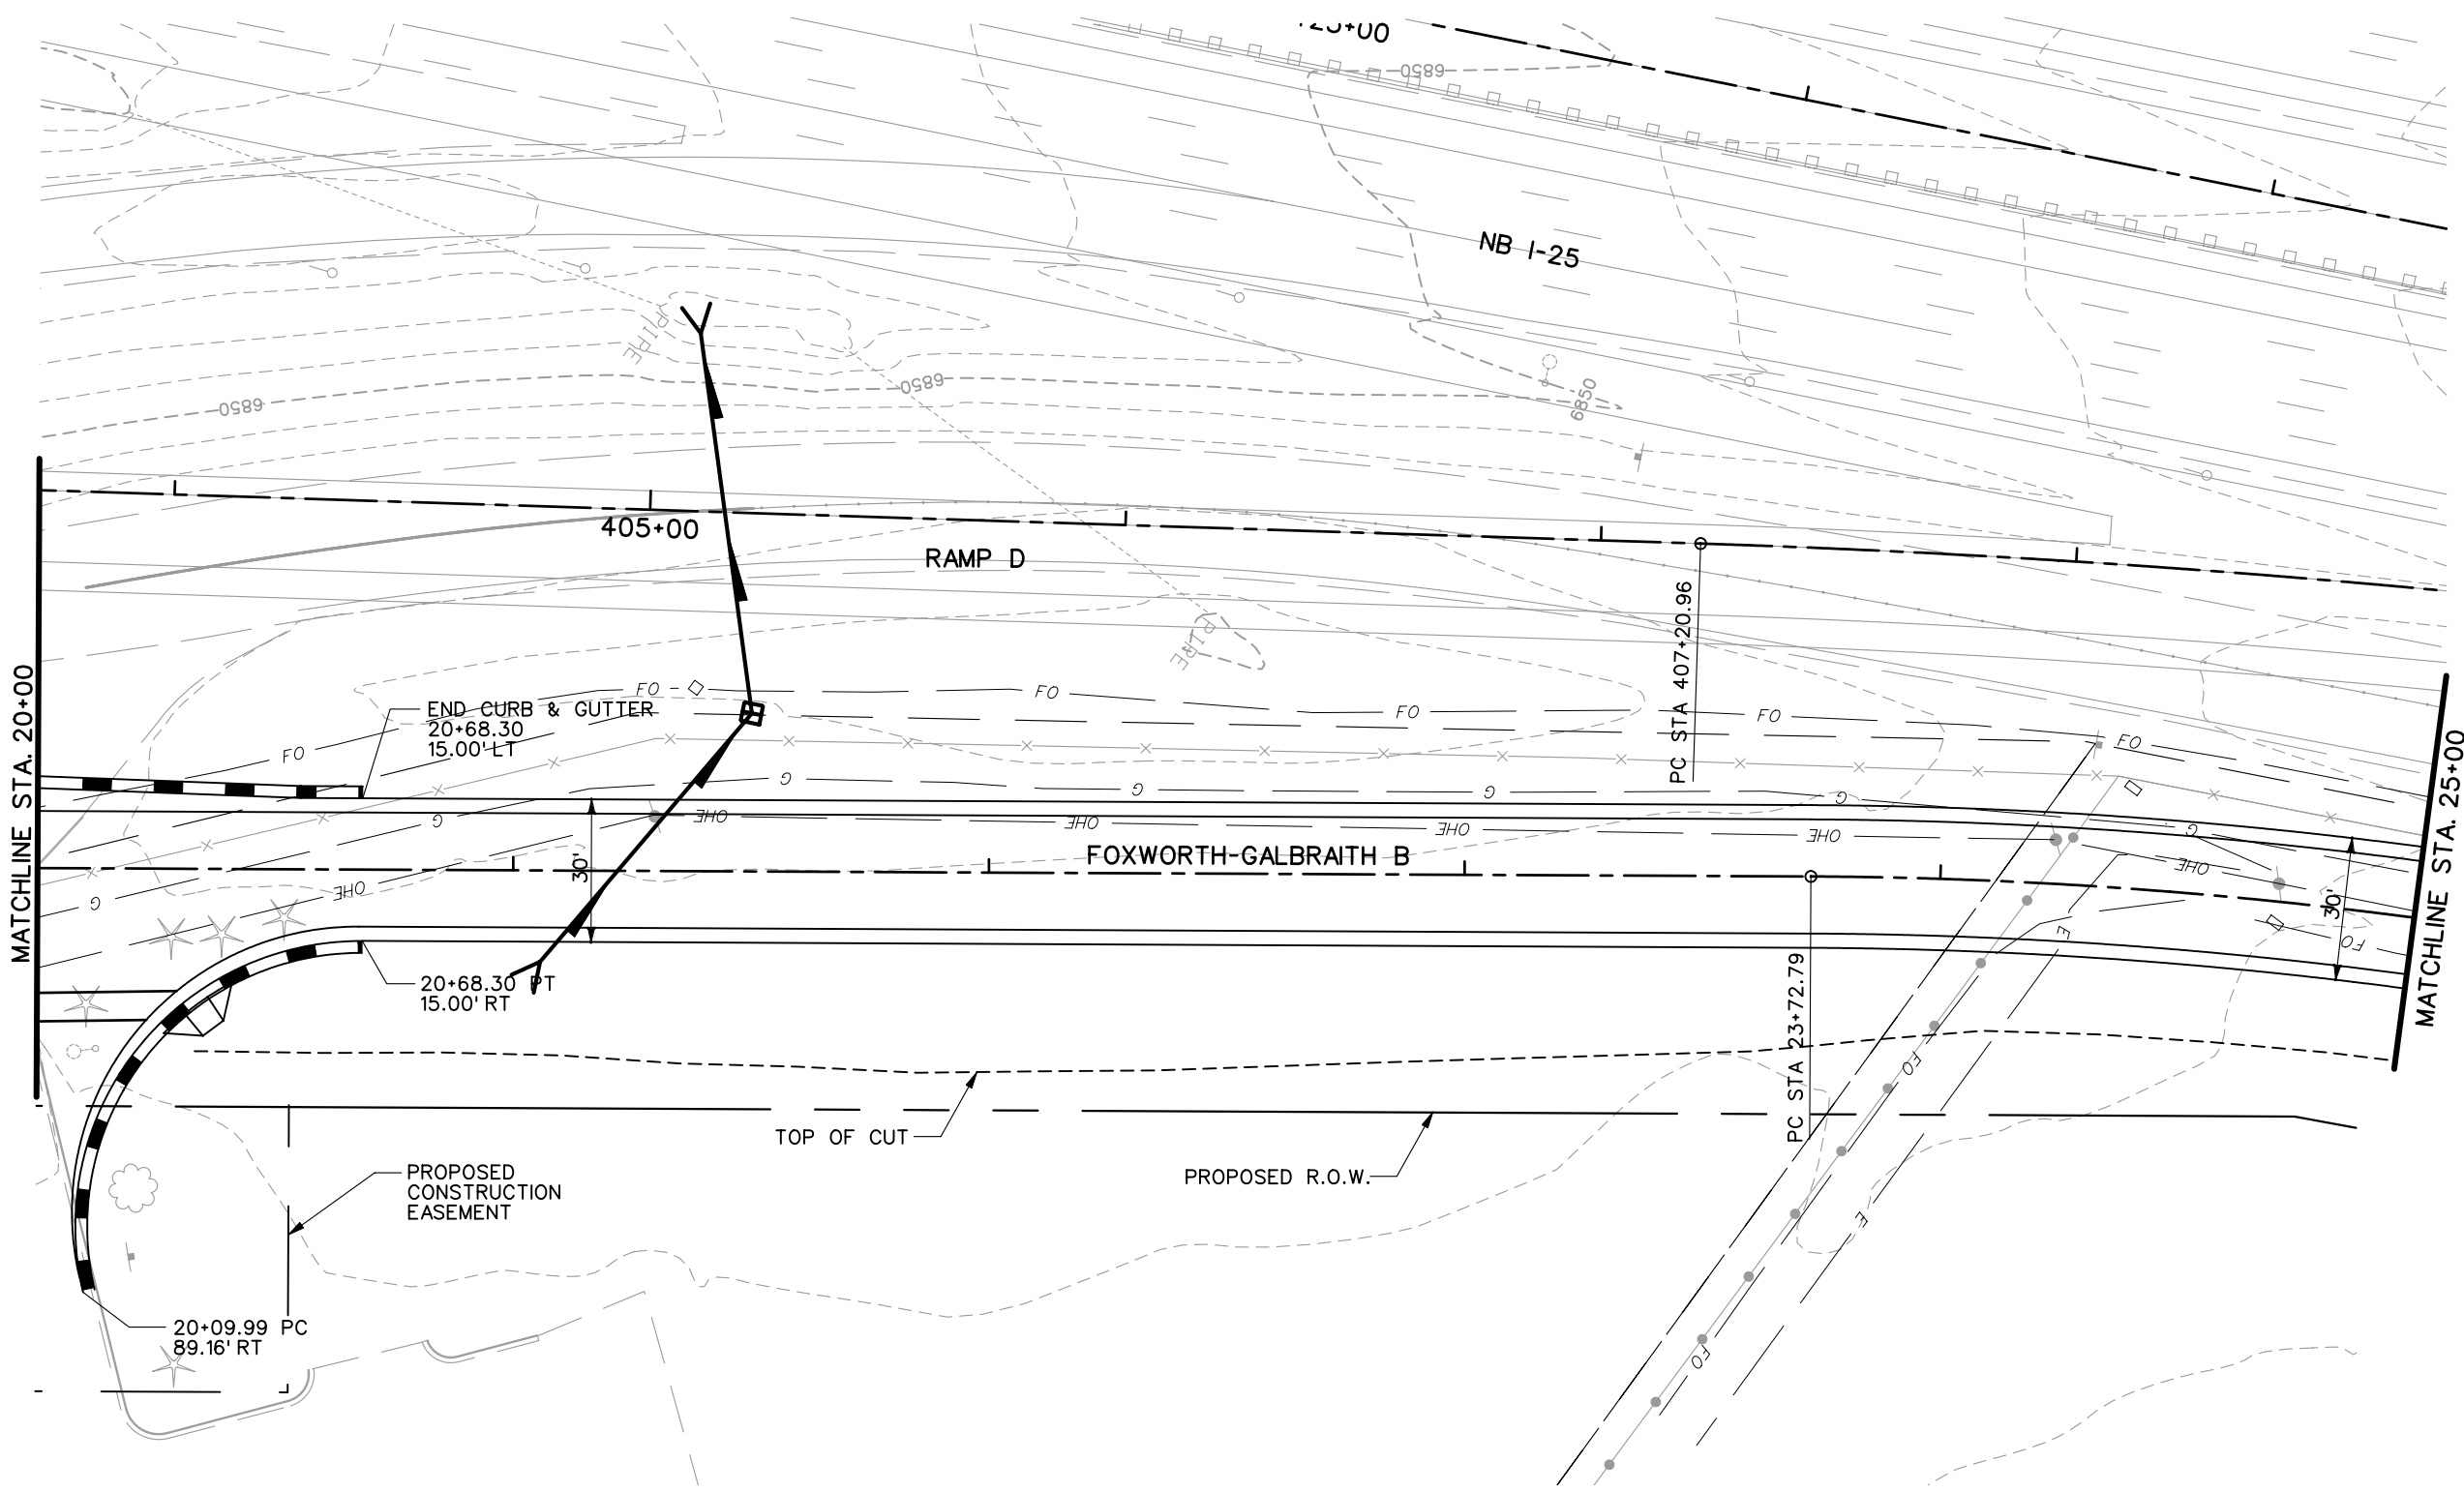 6850
NB I-25
PIPE
6850
6850
6850
405+00
RAMP D
PC STA 407+20.96
PIPE
MATCHLINE STA. 20+00
END CURB & GUTTER
20+68.30
15.00' LT
FO
FO
FO
FO
FO
FO
G
G
G
G
G
G
G
OHE
OHE
OHE
OHE
OHE
OHE
30'
FOXWORTH-GALBRAITH B
30'
MATCHLINE STA. 25+00
FO
E
20+68.30 PT
15.00' RT
PC STA 23+72.79
FO
TOP OF CUT
PROPOSED R.O.W.
PROPOSED
CONSTRUCTION
EASEMENT
E
FO
20+09.99 PC
89.16' RT